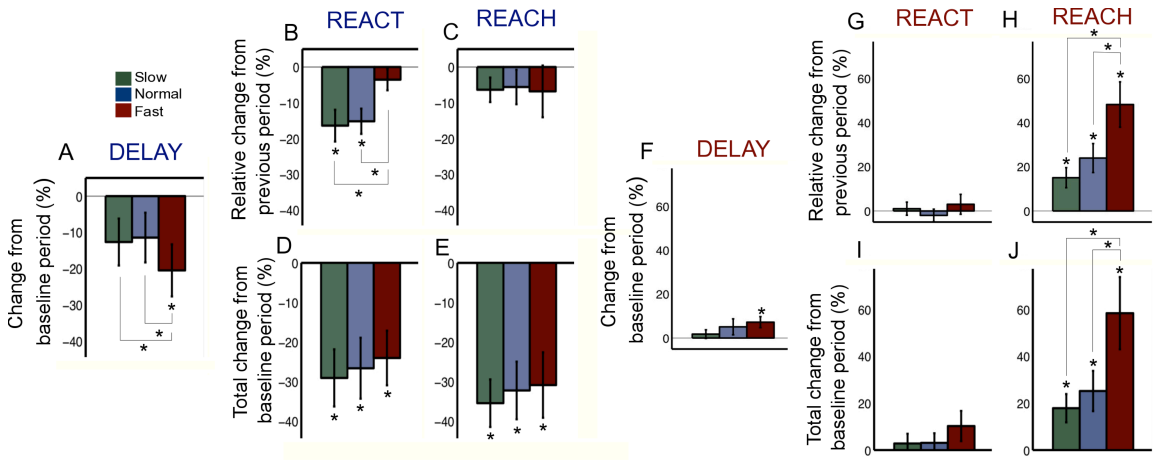 REACT
REACH
B
C
Relative change from
previous period (%)
0
−10
−20
−30
−40
*
*
*
*
0
−10
−20
−30
−40
Slow
Normal
Fast
A
DELAY
Change from
baseline period (%)
0
−10
−20
−30
−40
*
*
*
D
E
Total change from
baseline period (%)
0
−10
−20
−30
−40
*
*
*
0
−10
−20
−30
−40
*
*
*
F
DELAY
Change from
baseline period (%)
60
40
20
0
*
G
REACT
H
REACH
Relative change from
previous period (%)
60
40
20
0
60
40
20
0
*
*
*
*
*
I
J
Total change from
baseline period (%)
60
40
20
0
60
40
20
0
*
*
*
*
*